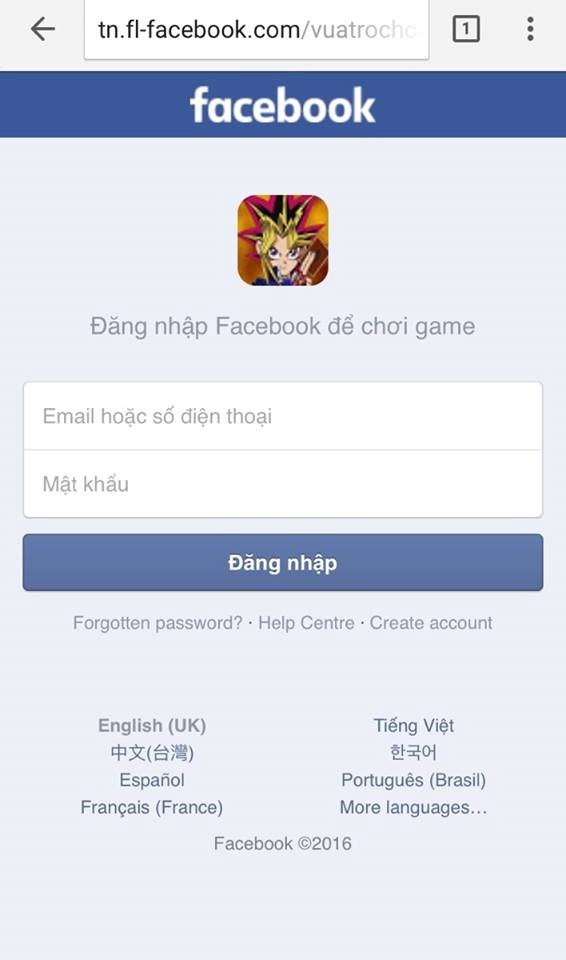 tn.fl-facebook.com/vuatrocho
1
facebook
Đăng nhập Facebook để chơi game
Email hoặc số điện thoại
Mật khẩu
Đăng nhập
Forgotten password? · Help Centre · Create account
English (UK)
Tiếng Việt
中文(台灣)
한국어
Español
Português (Brasil)
Français (France)
More languages…
Facebook ©2016